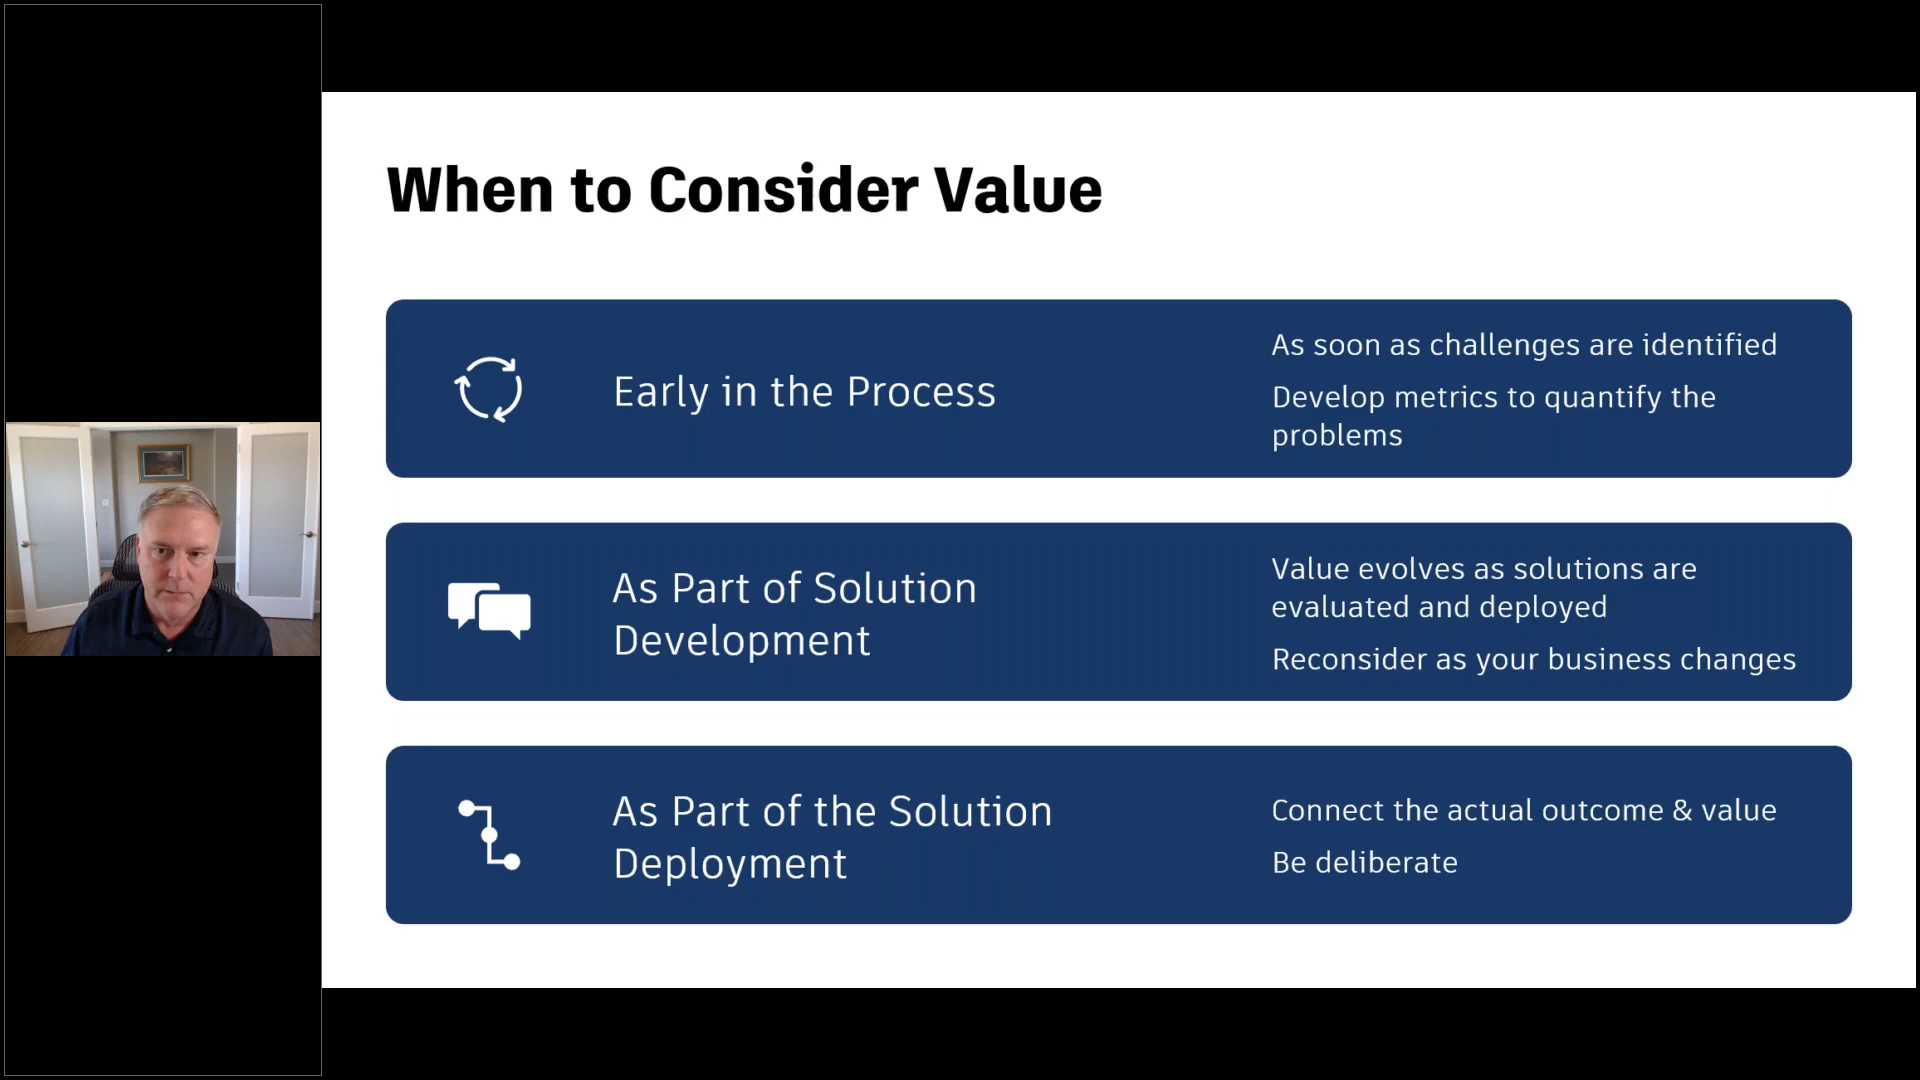 When to Consider Value
Early in the Process
As soon as challenges are identified
Develop metrics to quantify the
problems
As Part of Solution
Development
Value evolves as solutions are
evaluated and deployed
Reconsider as your business changes
As Part of the Solution
Deployment
Connect the actual outcome & value
Be deliberate